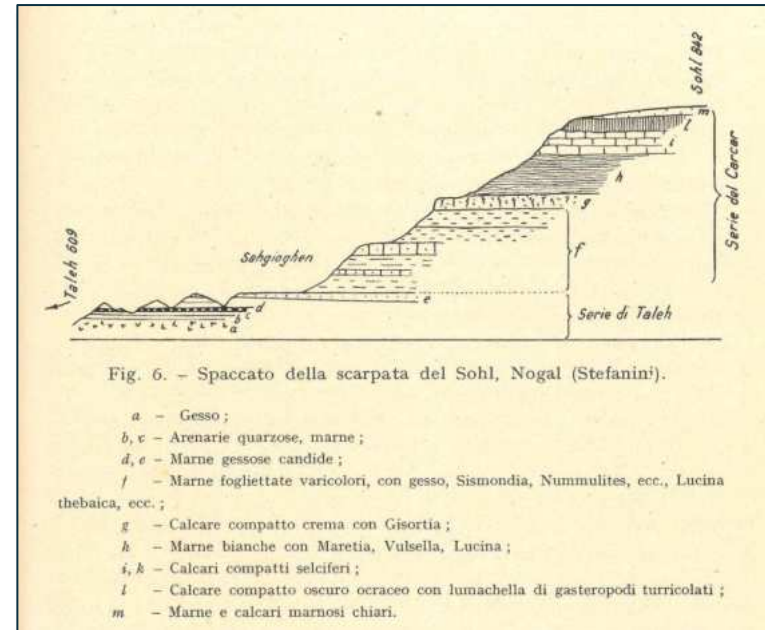 Sohl 842
m
l
i
h
g
Serie del Carcar
f
Sahgioghen
Taleh 609
e
d
c
b
a
Serie di Taleh
Fig. 6. – Spaccato della scarpata del Sohl, Nogal (Stefanini).
a – Gesso ;
b, c – Arenarie quarzose, marne ;
d, e – Marne gessose candide ;
f – Marne fogliettate varicolori, con gesso, Sismondia, Nummulites, ecc., Lucina
thebaica, ecc. ;
g – Calcare compatto crema con Gisortia ;
h – Marne bianche con Maretia, Vulsella, Lucina ;
i, k – Calcari compatti selciferi ;
l – Calcare compatto oscuro ocraceo con lumachella di gasteropodi turricolati ;
m – Marne e calcari marnosi chiari.